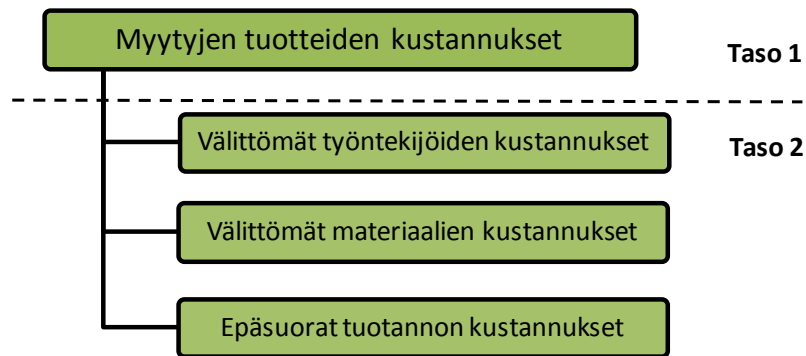 Myytyjen tuotteiden kustannukset
Taso 1
Välittömät työntekijöiden kustannukset
Taso 2
Välittömät materiaalien kustannukset
Epäsuorat tuotannon kustannukset